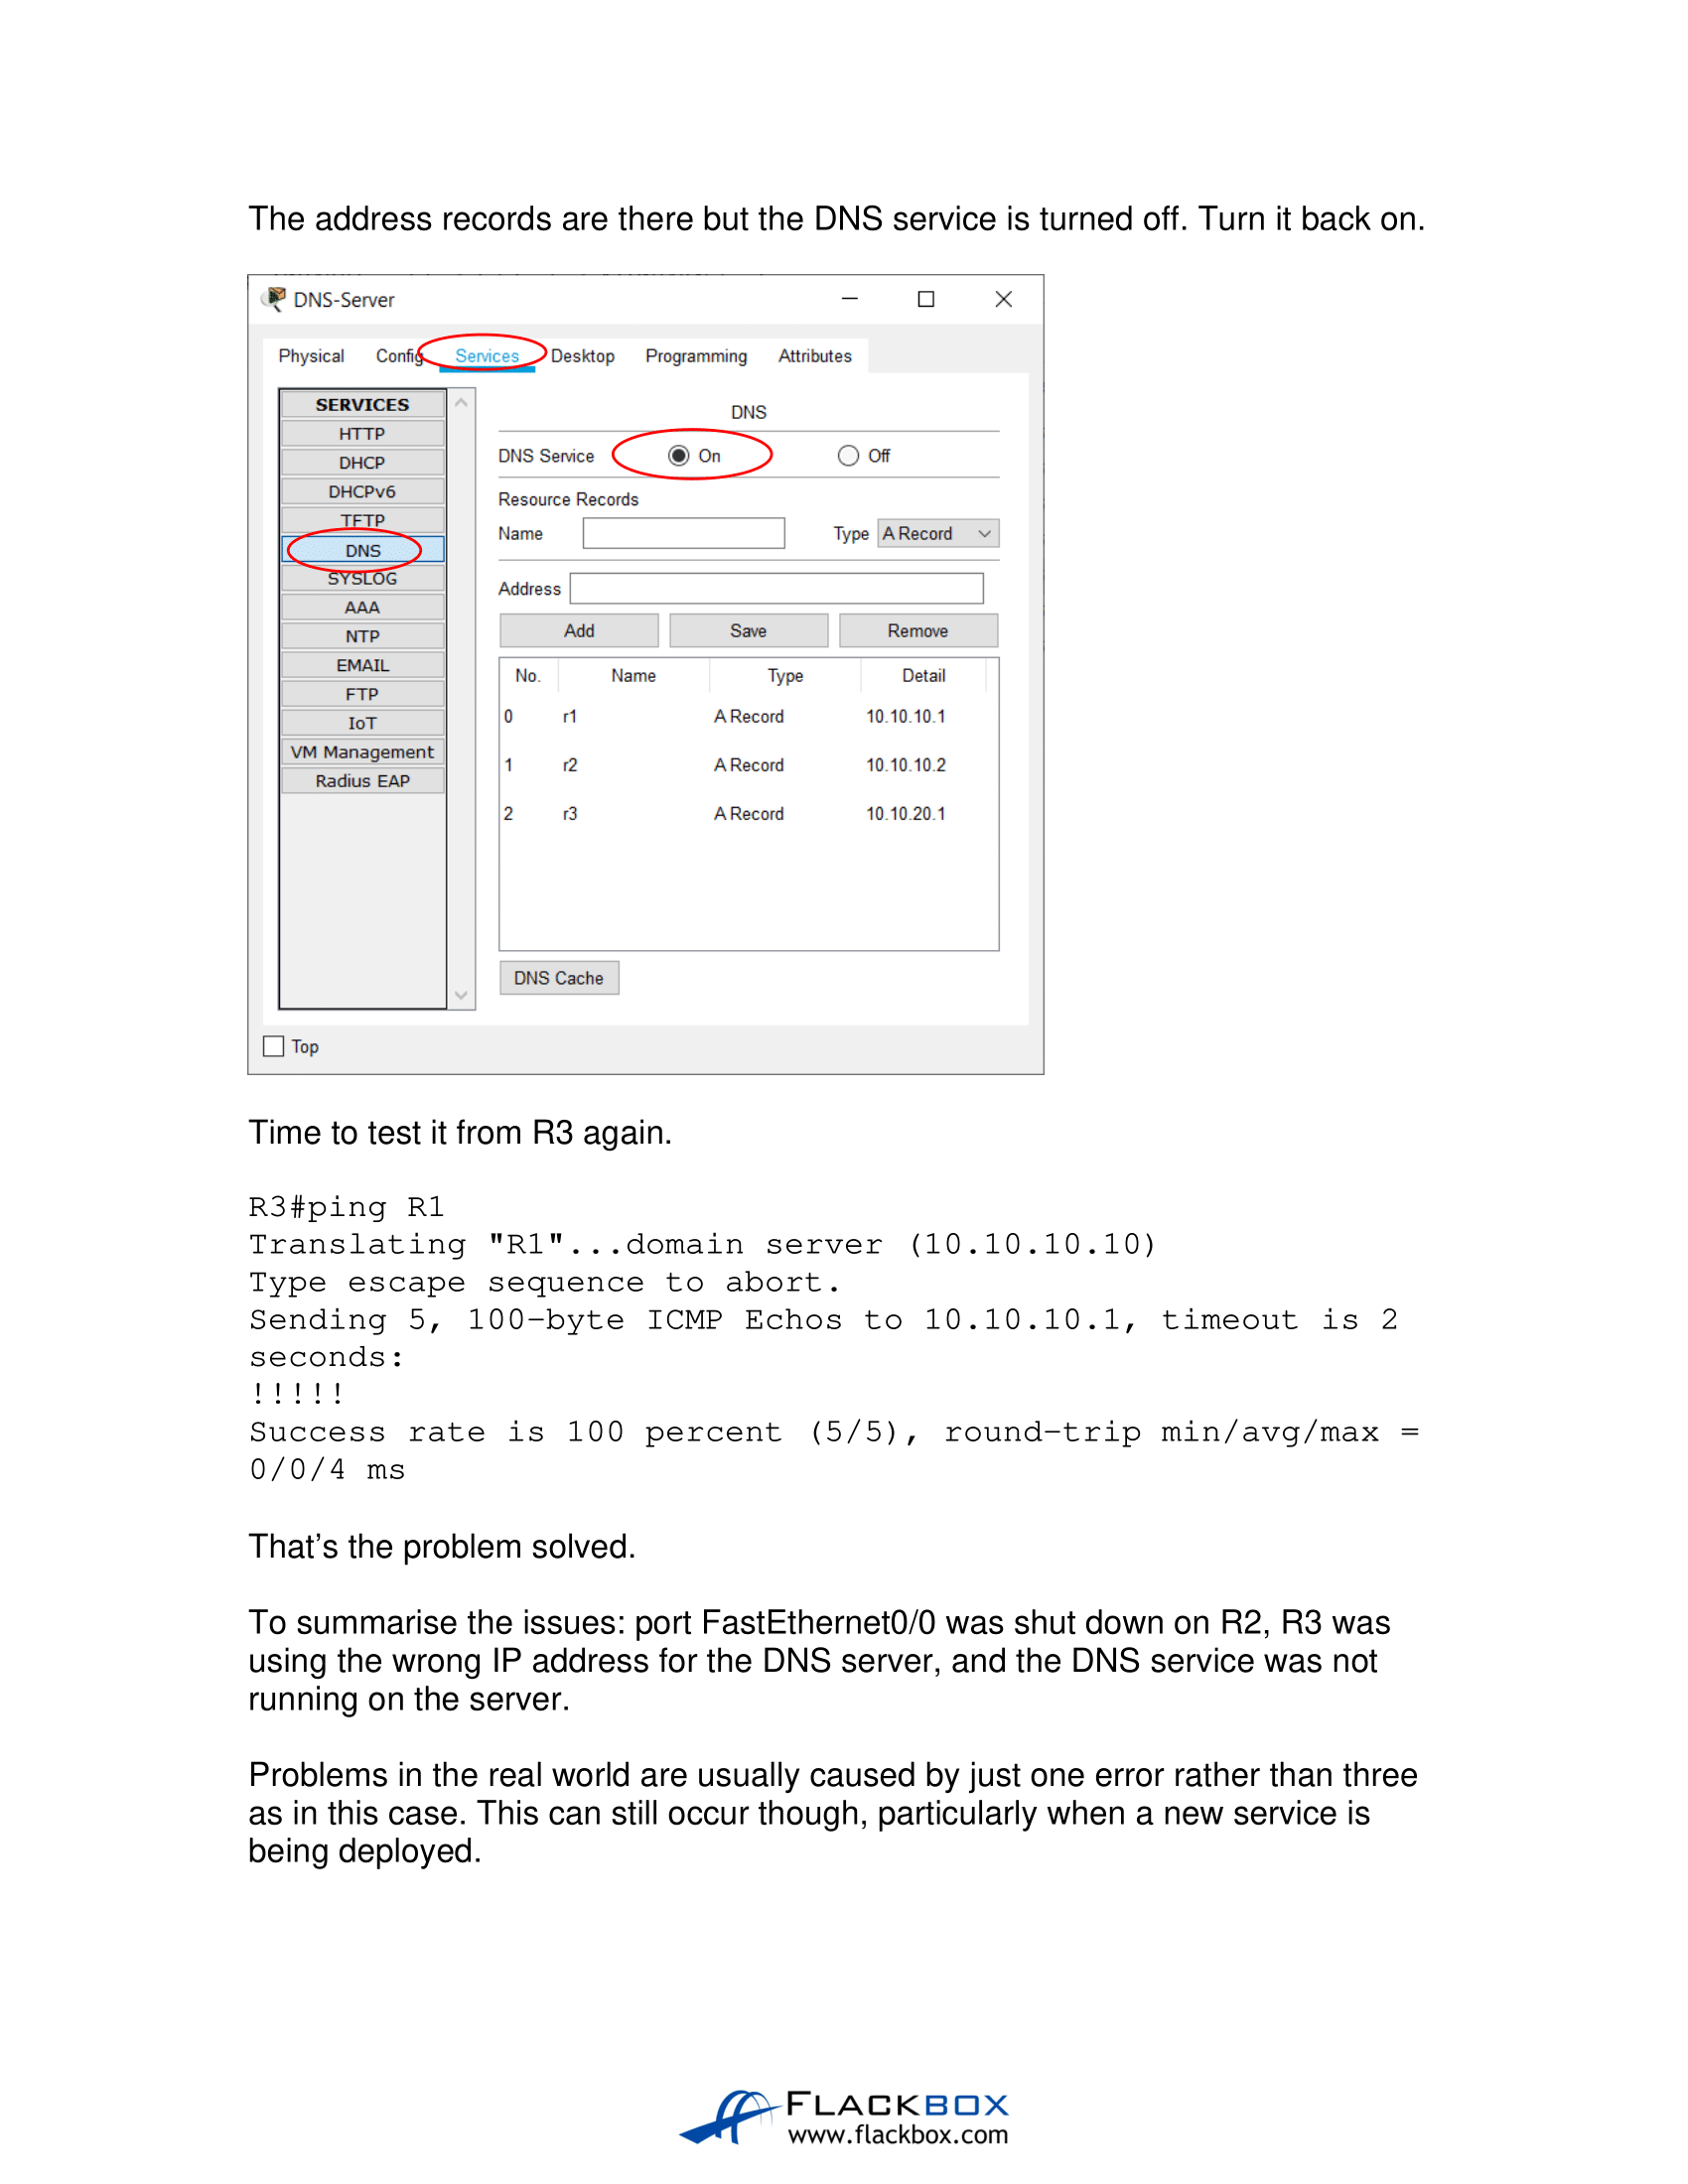 The address records are there but the DNS service is turned off. Turn it back on.
DNS-Server
Physical Config Services Desktop Programming Attributes
SERVICES
HTTP
DHCP
DHCPv6
TFTP
DNS
SYSLOG
AAA
NTP
EMAIL
FTP
IoT
VM Management
Radius EAP
DNS
DNS Service On Off
Resource Records
Name Type A Record
Address
Add Save Remove
No. Name Type Detail
0 r1 A Record 10.10.10.1
1 r2 A Record 10.10.10.2
2 r3 A Record 10.10.20.1
DNS Cache
Top
Time to test it from R3 again.
R3#ping R1
Translating "R1"...domain server (10.10.10.10)
Type escape sequence to abort.
Sending 5, 100-byte ICMP Echos to 10.10.10.1, timeout is 2
seconds:
!!!!!
Success rate is 100 percent (5/5), round-trip min/avg/max =
0/0/4 ms
That’s the problem solved.
To summarise the issues: port FastEthernet0/0 was shut down on R2, R3 was
using the wrong IP address for the DNS server, and the DNS service was not
running on the server.
Problems in the real world are usually caused by just one error rather than three
as in this case. This can still occur though, particularly when a new service is
being deployed.
FLACKBOX
www.flackbox.com